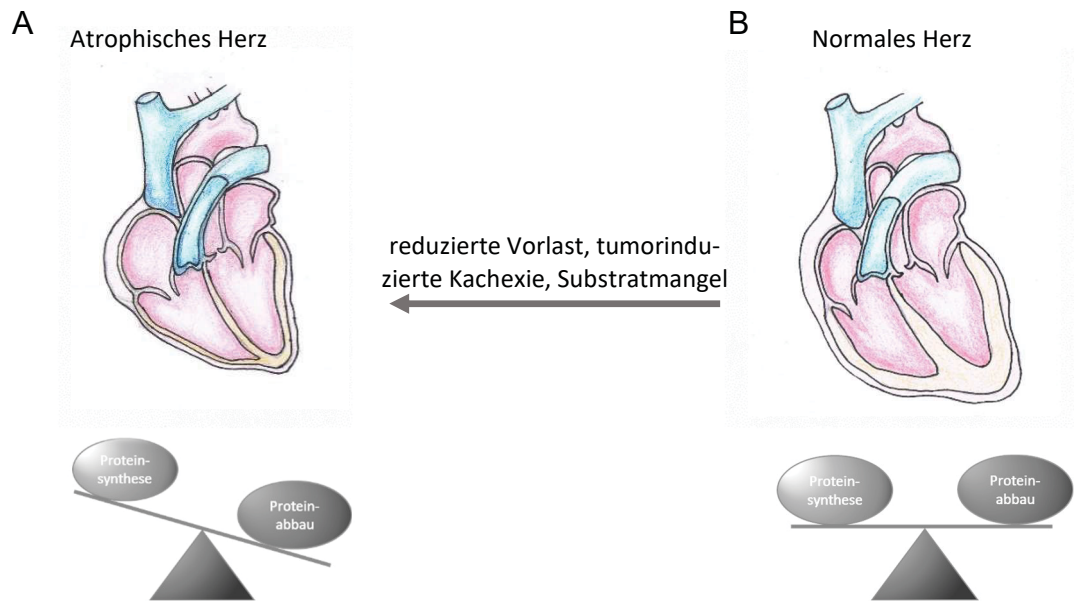 A
Atrophisches Herz
B
Normales Herz
reduzierte Vorlast, tumorindu-
zierte Kachexie, Substratmangel
Protein-
synthese
Protein-
abbau
Protein-
synthese
Protein-
abbau